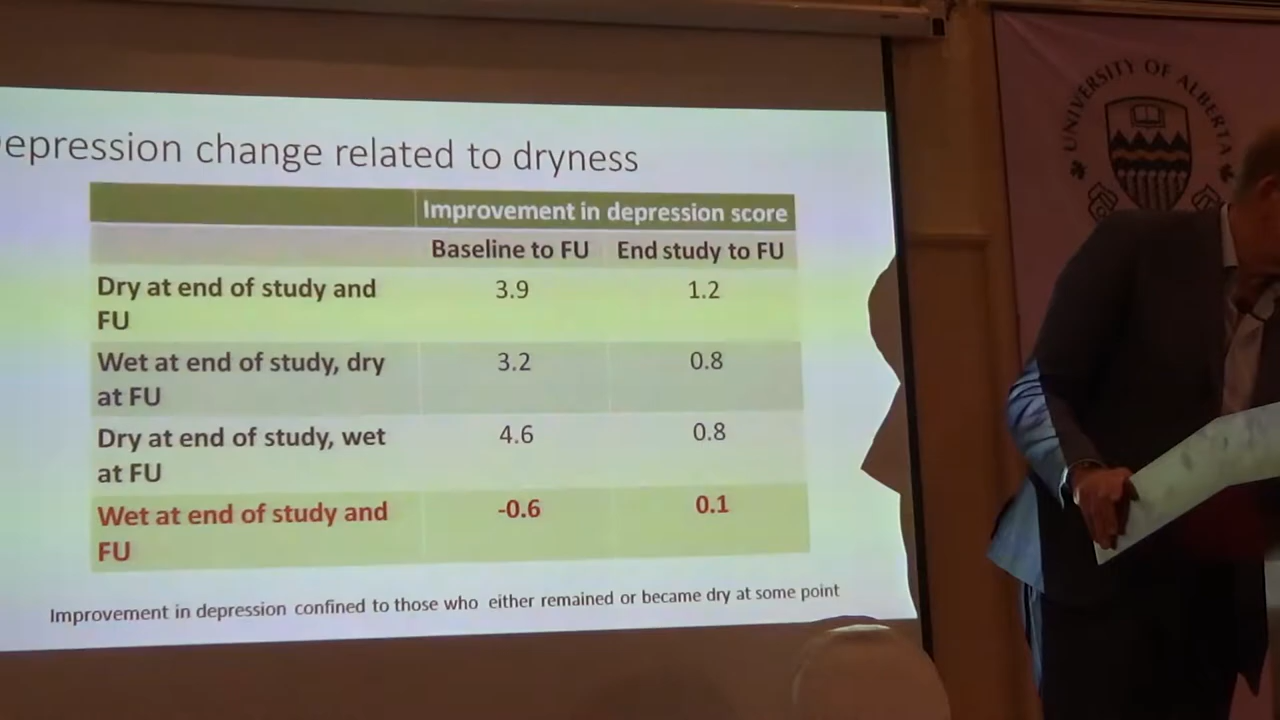 epression change related to dryness
Improvement in depression score
Baseline to FU End study to FU
Dry at end of study and 3.9 1.2
FU
Wet at end of study, dry 3.2 0.8
at FU
Dry at end of study, wet 4.6 0.8
at FU
Wet at end of study and -0.6 0.1
FU
Improvement in depression confined to those who either remained or became dry at some point
UNIVERSITY OF ALBERTA